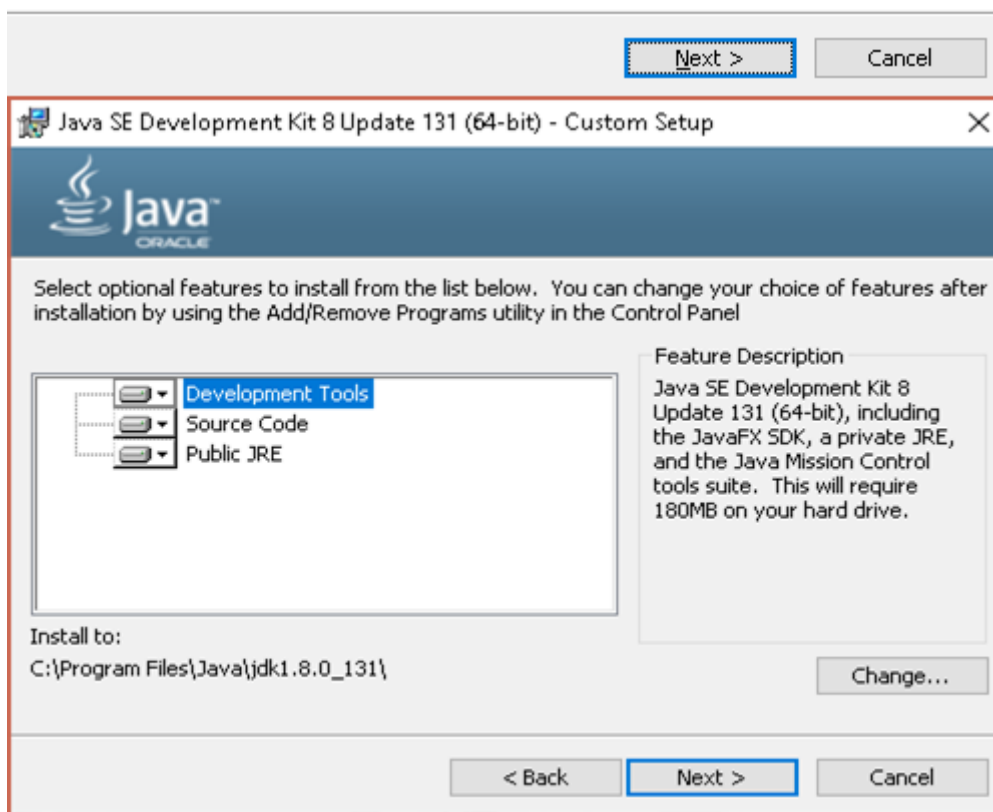 Next >
Cancel
Java SE Development Kit 8 Update 131 (64-bit) - Custom Setup
Java™
ORACLE
Select optional features to install from the list below.  You can change your choice of features after
installation by using the Add/Remove Programs utility in the Control Panel
Development Tools
Source Code
Public JRE
Feature Description
Java SE Development Kit 8
Update 131 (64-bit), including
the JavaFX SDK, a private JRE,
and the Java Mission Control
tools suite.  This will require
180MB on your hard drive.
Install to:
C:\Program Files\Java\jdk1.8.0_131\
Change...
< Back
Next >
Cancel